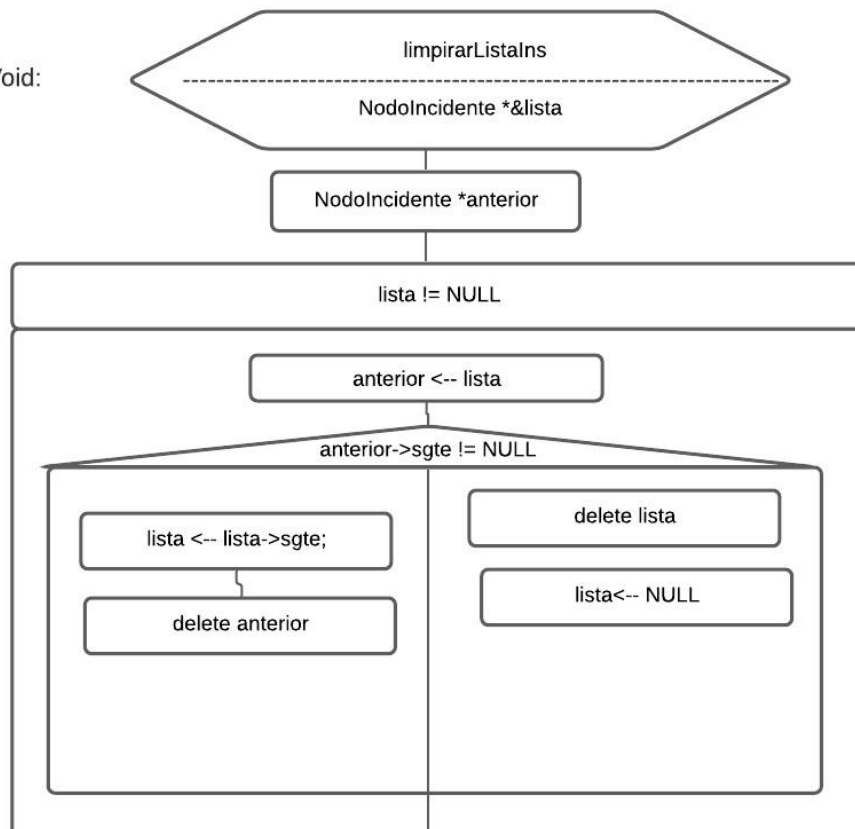 limpirarListaIns
oid:
NodoIncidente *&lista
NodoIncidente *anterior
lista != NULL
anterior <-- lista
anterior->sgte != NULL
lista <-- lista->sgte;
delete anterior
delete lista
lista<-- NULL